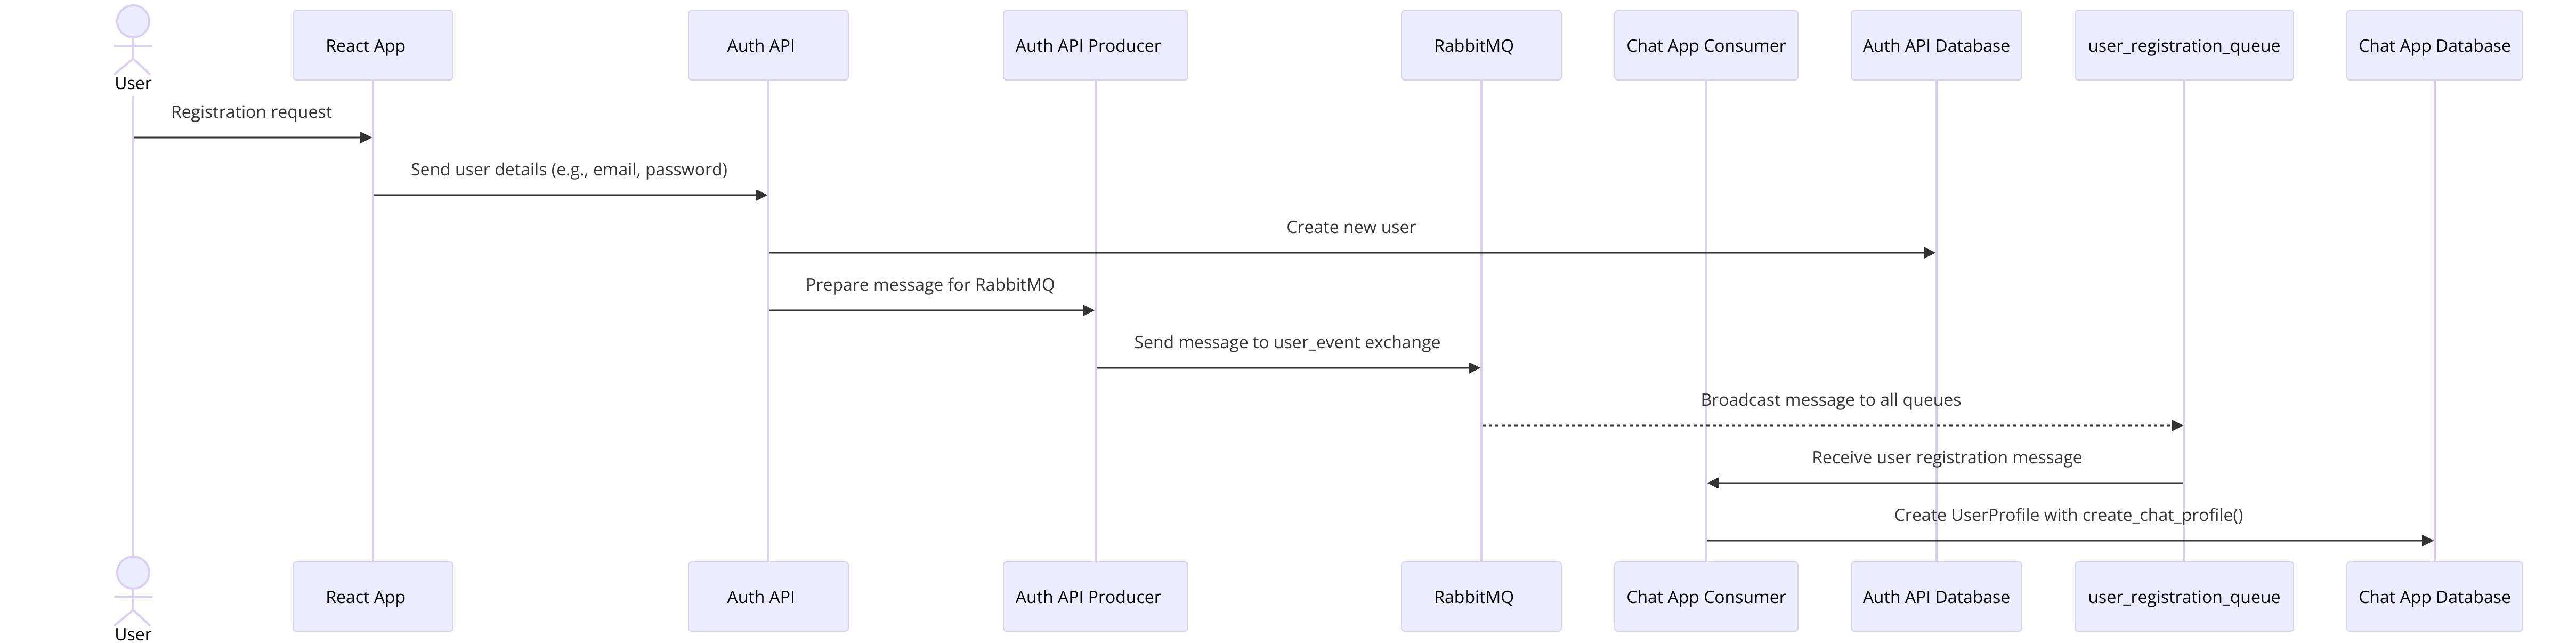 User
React App
Auth API
Auth API Producer
RabbitMQ
Chat App Consumer
Auth API Database
user_registration_queue
Chat App Database
Registration request
Send user details (e.g., email, password)
Create new user
Prepare message for RabbitMQ
Send message to user_event exchange
Broadcast message to all queues
Receive user registration message
Create UserProfile with create_chat_profile()
User
React App
Auth API
Auth API Producer
RabbitMQ
Chat App Consumer
Auth API Database
user_registration_queue
Chat App Database